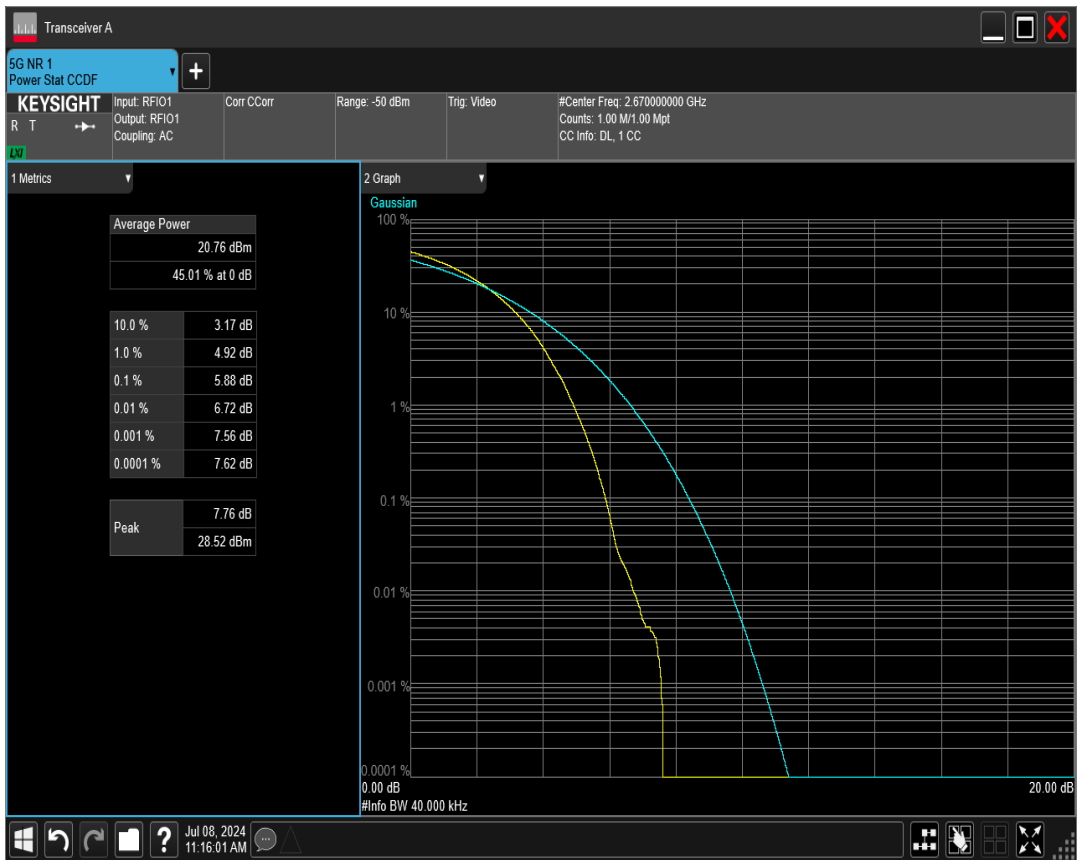 Transceiver A
5G NR 1
Power Stat CCDF
+
KEYSIGHT
R T
LXI
Input: RFIO1
Output: RFIO1
Coupling: AC
Corr CCorr
Range: -50 dBm
Trig: Video
#Center Freq: 2.670000000 GHz
Counts: 1.00 M/1.00 Mpt
CC Info: DL, 1 CC
1 Metrics
Average Power
20.76 dBm
45.01 % at 0 dB
10.0 % 3.17 dB
1.0 % 4.92 dB
0.1 % 5.88 dB
0.01 % 6.72 dB
0.001 % 7.56 dB
0.0001 % 7.62 dB
Peak
7.76 dB
28.52 dBm
2 Graph
Gaussian
100 %
10 %
1 %
0.1 %
0.01 %
0.001 %
0.0001 %
0.00 dB 20.00 dB
#Info BW 40.000 kHz
?
Jul 08, 2024
11:16:01 AM